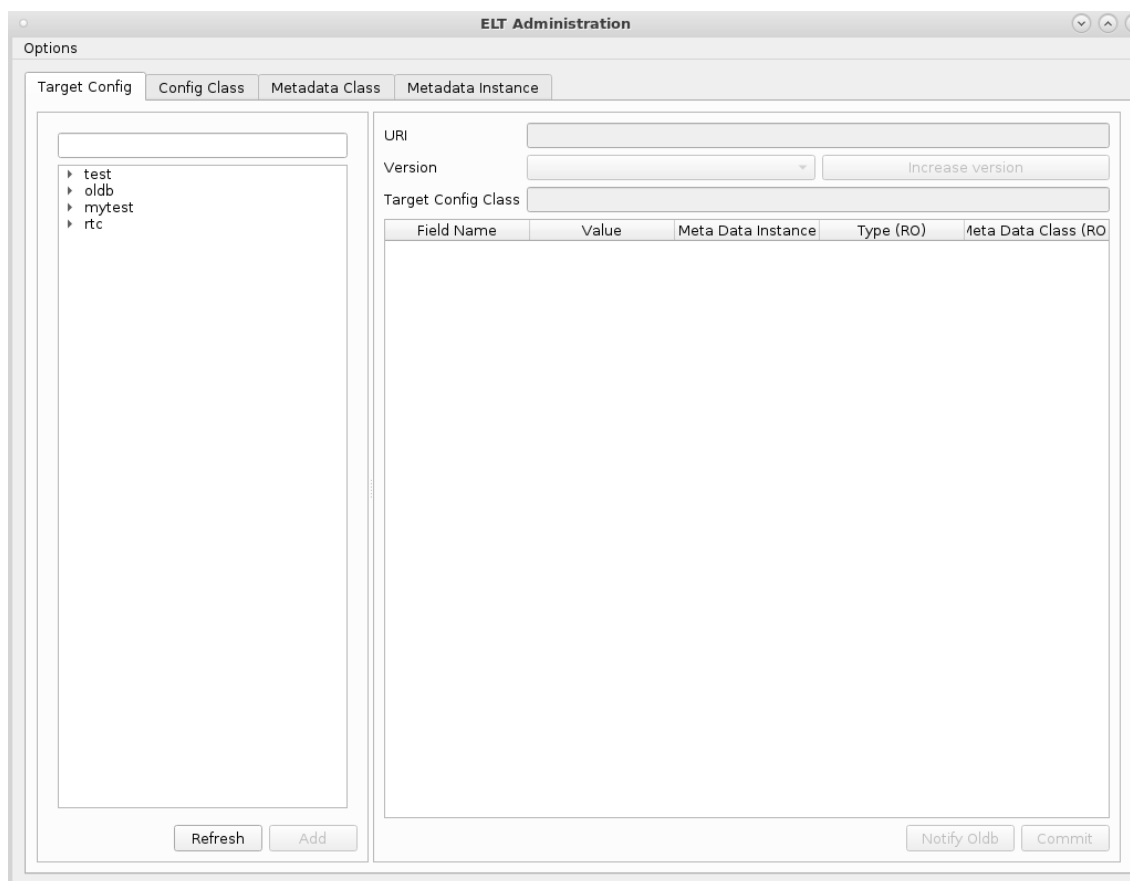 ELT Administration
Options
Target Config Config Class Metadata Class Metadata Instance
URI
Version Increase version
Target Config Class
test
oldb
mytest
rtc
Field Name Value Meta Data Instance Type (RO) Meta Data Class (RO
Refresh Add
Notify Oldb Commit